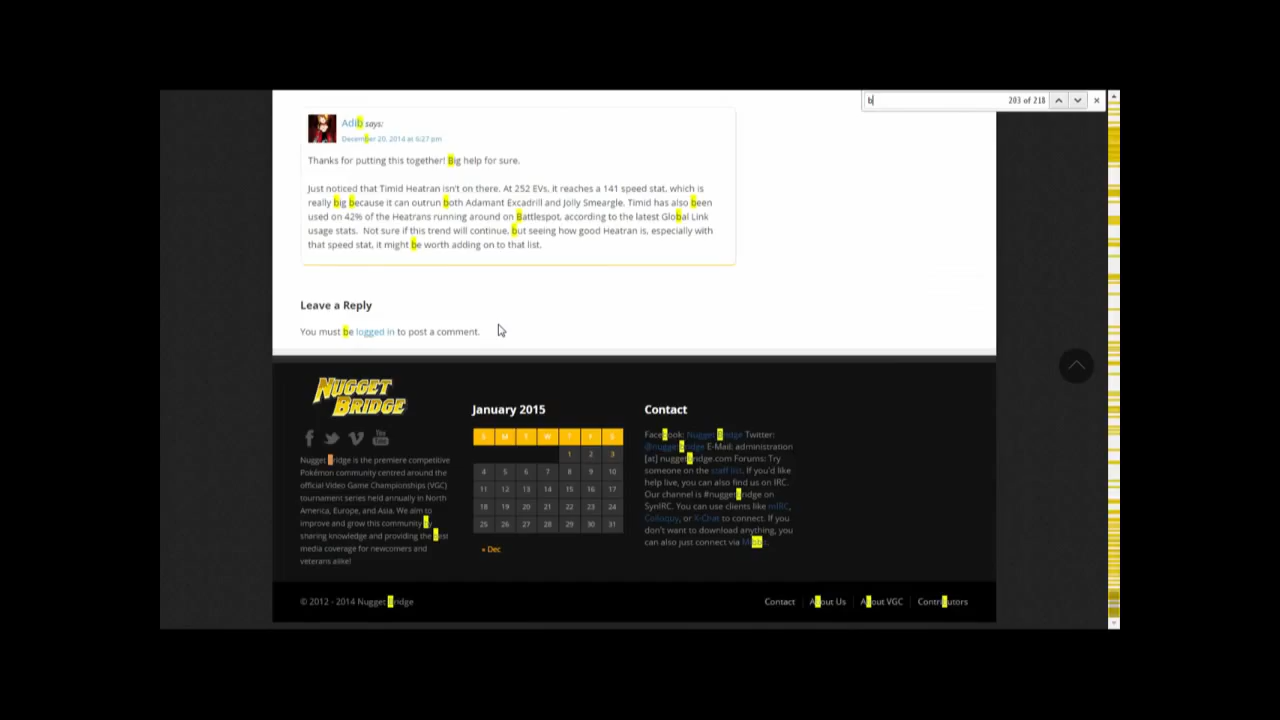 b
203 of 218
Adib says:
December 20, 2014 at 6:27 pm
Thanks for putting this together! Big help for sure.
Just noticed that Timid Heatran isn't on there. At 252 EVs, it reaches a 141 speed stat, which is
really big because it can outrun both Adamant Excadrill and Jolly Smeargle. Timid has also been
used on 42% of the Heatrans running around on Battlespot, according to the latest Global Link
usage stats. Not sure if this trend will continue, but seeing how good Heatran is, especially with
that speed stat, it might be worth adding on to that list.
Leave a Reply
You must be logged in to post a comment.
NUGGET
BRIDGE
Nugget Bridge is the premiere competitive
Pokémon community centred around the
official Video Game Championships (VGC)
tournament series held annually in North
America, Europe, and Asia. We aim to
improve and grow this community by
sharing knowledge and providing the best
media coverage for newcomers and
veterans alike!
January 2015
S M T W T F S
1 2 3
4 5 6 7 8 9 10
11 12 13 14 15 16 17
18 19 20 21 22 23 24
25 26 27 28 29 30 31
« Dec
Contact
Facebook: Nugget Bridge Twitter:
@nuggetbridge E-Mail: administration
[at] nuggetbridge.com Forums: Try
someone on the staff list. If you'd like
help live, you can also find us on IRC.
Our channel is #nuggetbridge on
SynIRC. You can use clients like mIRC,
Colloquy, or X-Chat to connect. If you
don't want to download anything, you
can also just connect via Mibbit.
© 2012 - 2014 Nugget Bridge
Contact About Us About VGC Contributors